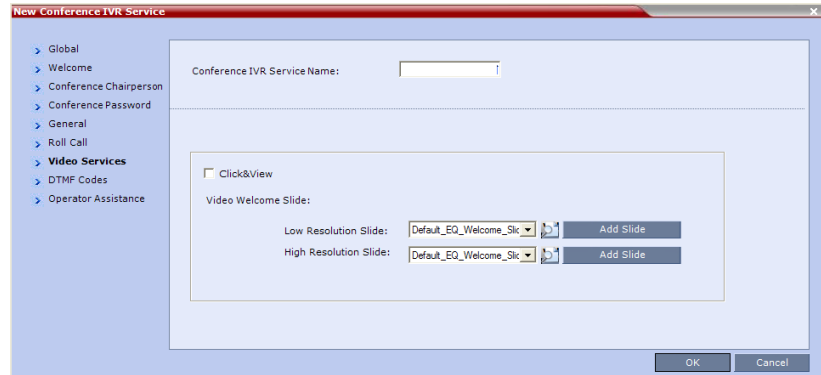 New Conference IVR Service
Global
Welcome
Conference Chairperson
Conference Password
General
Roll Call
Video Services
DTMF Codes
Operator Assistance
Conference IVR Service Name:
Click&View
Video Welcome Slide:
Low Resolution Slide: Default_EQ_Welcome_Slic Add Slide
High Resolution Slide: Default_EQ_Welcome_Slic Add Slide
OK Cancel